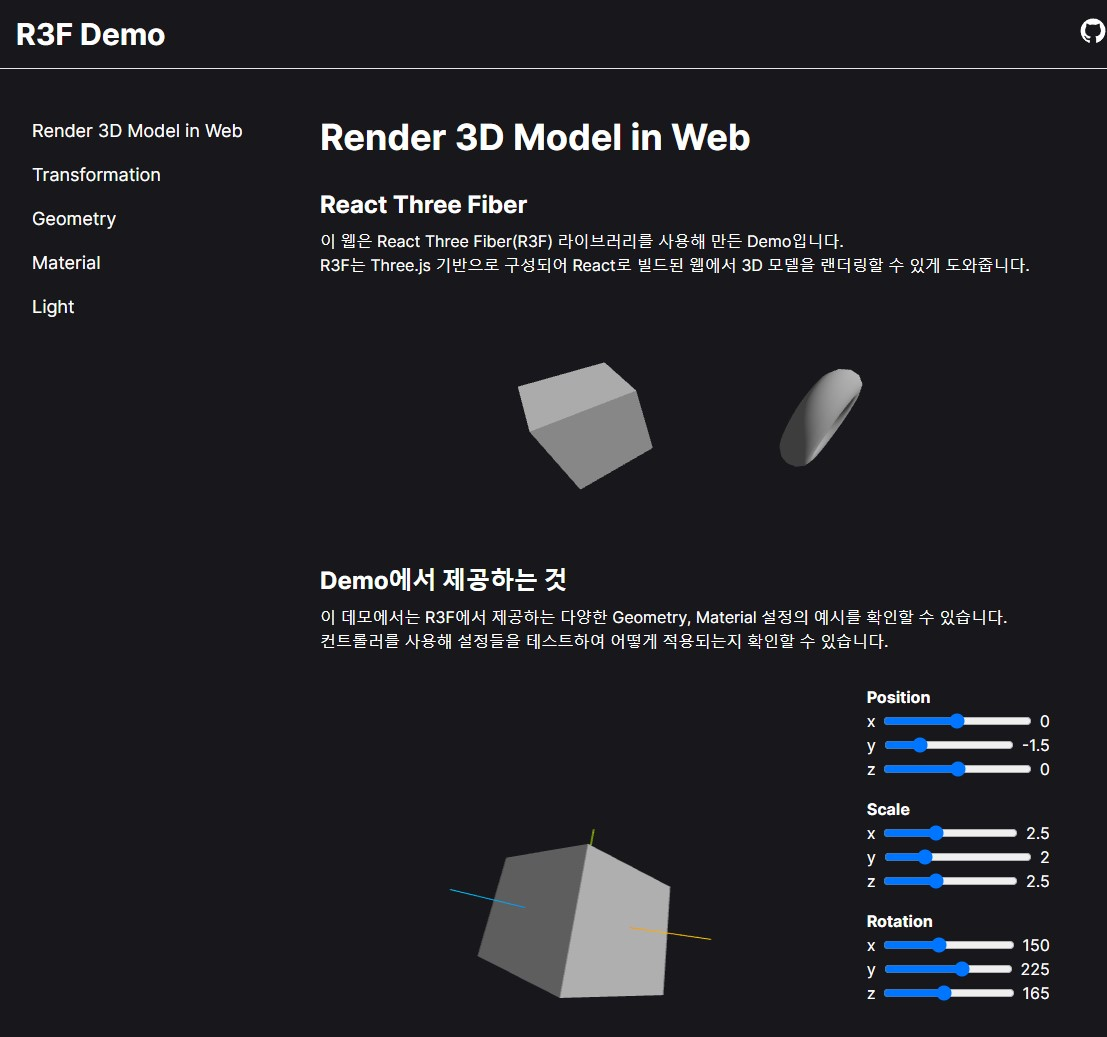 R3F Demo
Render 3D Model in Web
Transformation
Geometry
Material
Light
Render 3D Model in Web
React Three Fiber
이 웹은 React Three Fiber(R3F) 라이브러리를 사용해 만든 Demo입니다.
R3F는 Three.js 기반으로 구성되어 React로 빌드된 웹에서 3D 모델을 랜더링할 수 있게 도와줍니다.
Demo에서 제공하는 것
이 데모에서는 R3F에서 제공하는 다양한 Geometry, Material 설정의 예시를 확인할 수 있습니다.
컨트롤러를 사용해 설정들을 테스트하여 어떻게 적용되는지 확인할 수 있습니다.
Position
x 0
y -1.5
z 0
Scale
x 2.5
y 2
z 2.5
Rotation
x 150
y 225
z 165